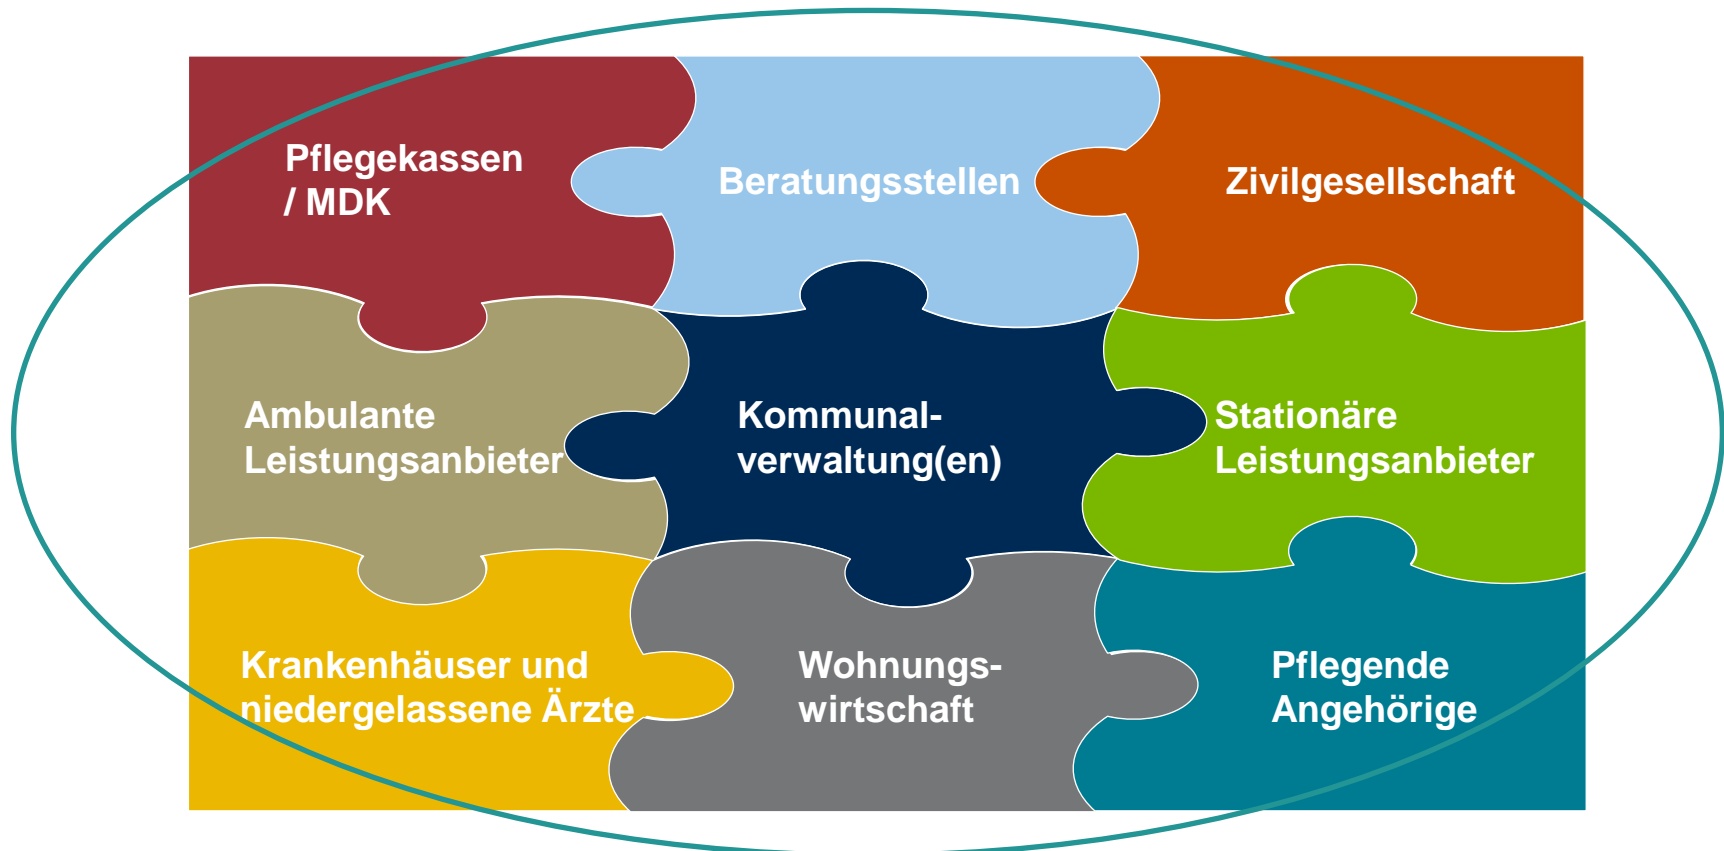 Pflegekassen
/ MDK
Beratungsstellen
Zivilgesellschaft
Ambulante
Leistungsanbieter
Kommunal-
verwaltung(en)
Stationäre
Leistungsanbieter
Krankenhäuser und
niedergelassene Ärzte
Wohnungs-
wirtschaft
Pflegende
Angehörige